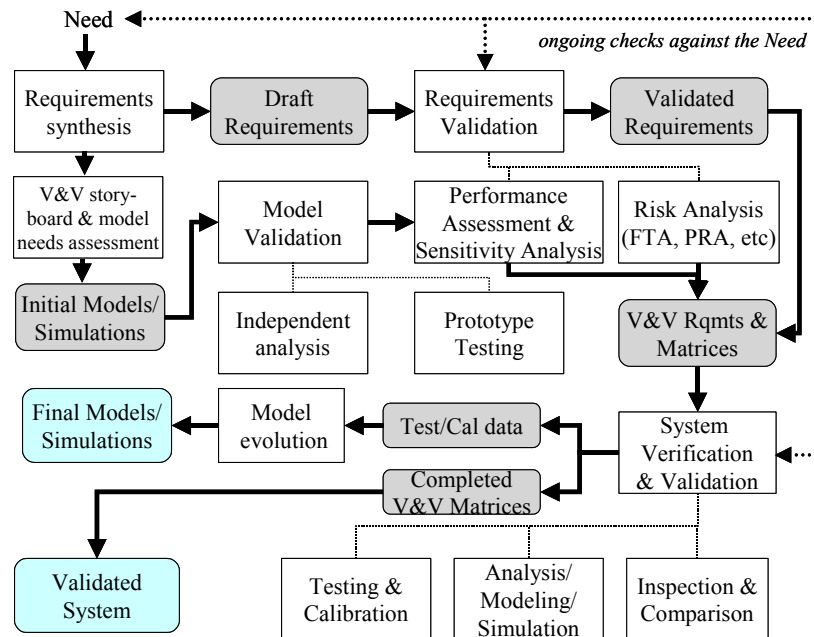 Need
ongoing checks against the Need
Requirements
synthesis
Draft
Requirements
Requirements
Validation
Validated
Requirements
V&V story-
board & model
needs assessment
Model
Validation
Performance
Assessment &
Sensitivity Analysis
Risk Analysis
(FTA, PRA, etc)
Initial Models/
Simulations
Independent
analysis
Prototype
Testing
V&V Rqmts &
Matrices
Final Models/
Simulations
Model
evolution
Test/Cal data
System
Verification
& Validation
Completed
V&V Matrices
Validated
System
Testing &
Calibration
Analysis/
Modeling/
Simulation
Inspection &
Comparison